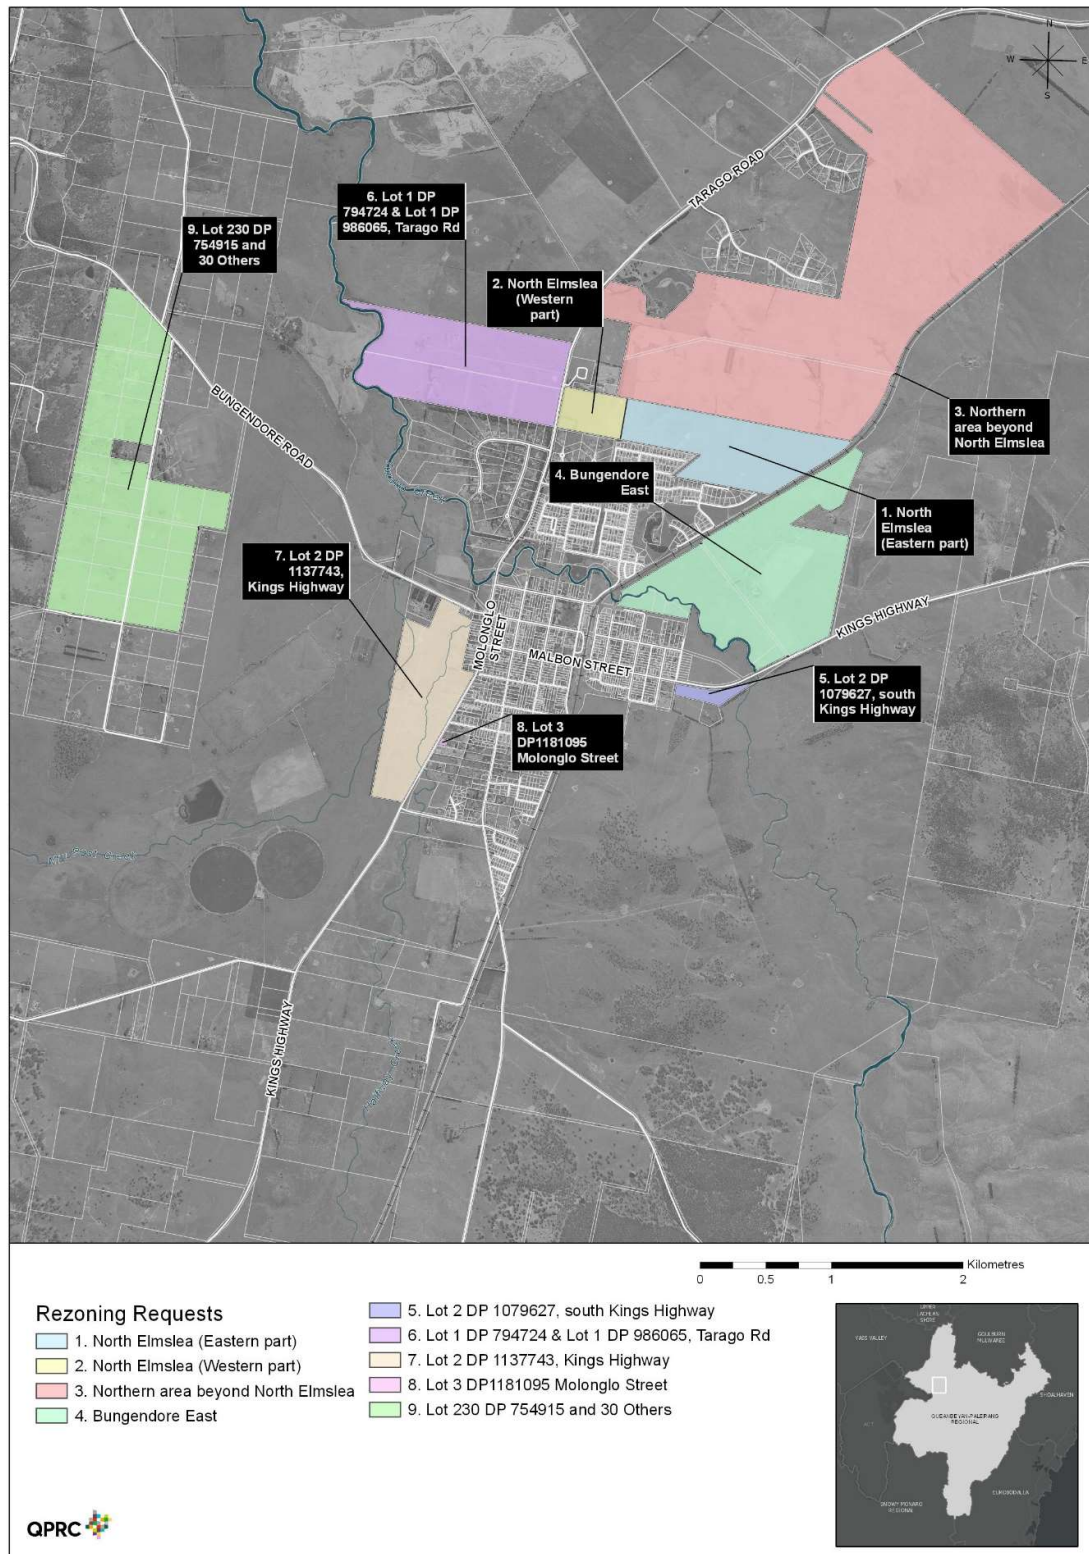 N
W
E
S
TARAGO ROAD
6. Lot 1 DP
794724 & Lot 1 DP
986065, Tarago Rd
9. Lot 230 DP
754915 and
30 Others
2. North Elmslea
(Western
part)
BUNGENDORE ROAD
3. Northern
area beyond
North Elmslea
4. Bungendore
East
1. North
Elmslea
(Eastern part)
7. Lot 2 DP
1137743,
Kings Highway
MOLONGLO
STREET
MALBON STREET
KINGS HIGHWAY
5. Lot 2 DP
1079627, south
Kings Highway
8. Lot 3
DP1181095
Molonglo Street
Mill Post Creek
KINGS HIGHWAY
Kilometres
0
0.5
1
2
Rezoning Requests
1. North Elmslea (Eastern part)
2. North Elmslea (Western part)
3. Northern area beyond North Elmslea
4. Bungendore East
5. Lot 2 DP 1079627, south Kings Highway
6. Lot 1 DP 794724 & Lot 1 DP 986065, Tarago Rd
7. Lot 2 DP 1137743, Kings Highway
8. Lot 3 DP1181095 Molonglo Street
9. Lot 230 DP 754915 and 30 Others
UPPER
LACHLAN
SHIRE
YASS VALLEY
GOULBURN
MULWAREE
SHOALHAVEN
QUEANBEYAN-PALERANG
REGIONAL
ACT
EUROBODALLA
SNOWY MONARO
REGIONAL
QPRC